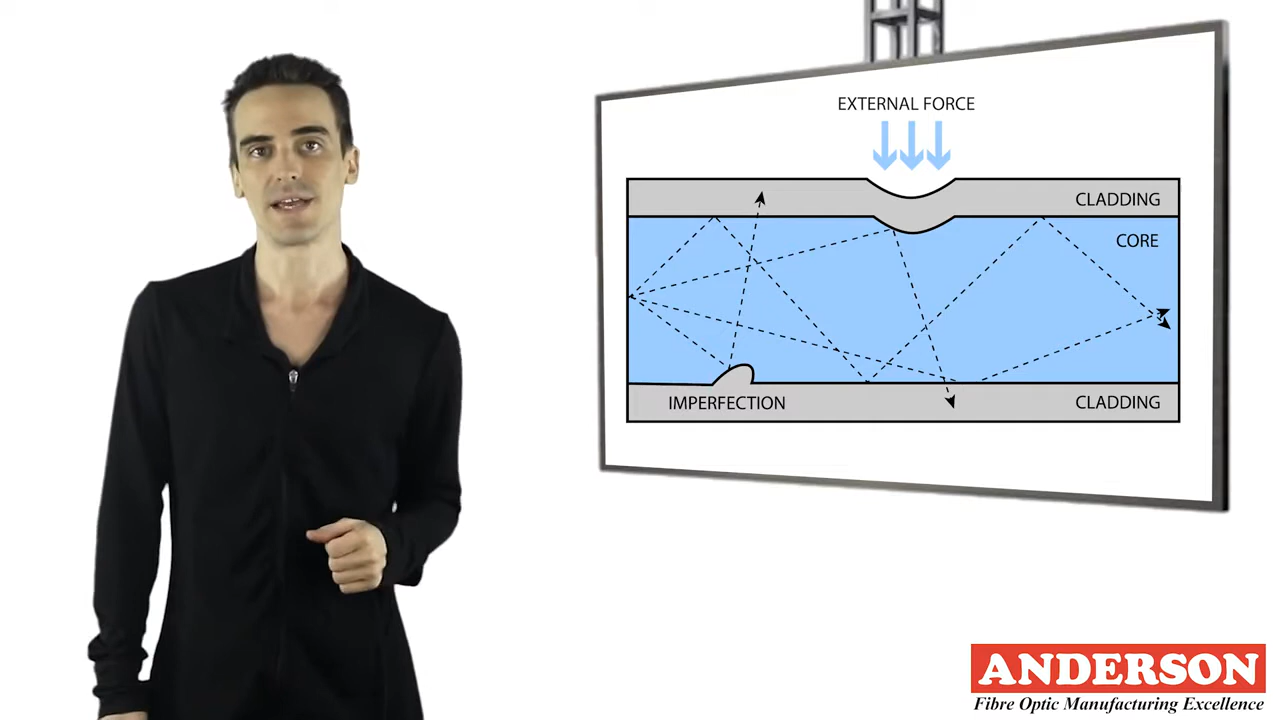 EXTERNAL FORCE
CLADDING
CORE
IMPERFECTION
CLADDING
ANDERSON
Fibre Optic Manufacturing Excellence